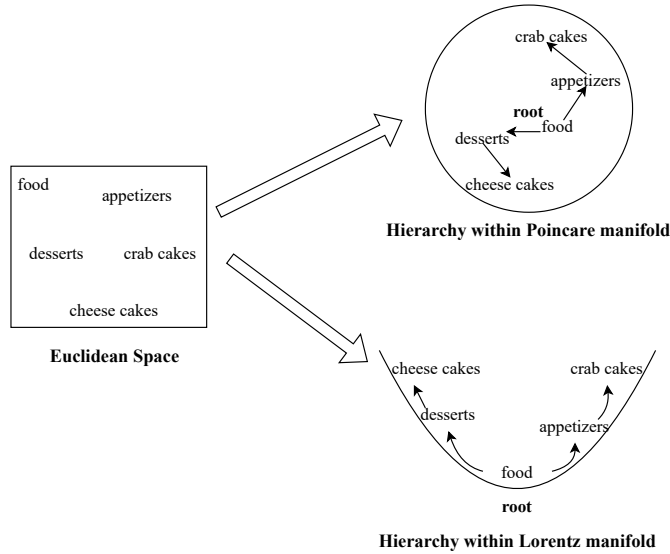 food
appetizers
desserts
crab cakes
cheese cakes
Euclidean Space
crab cakes
appetizers
root
food
desserts
cheese cakes
Hierarchy within Poincare manifold
cheese cakes
crab cakes
desserts
appetizers
food
root
Hierarchy within Lorentz manifold